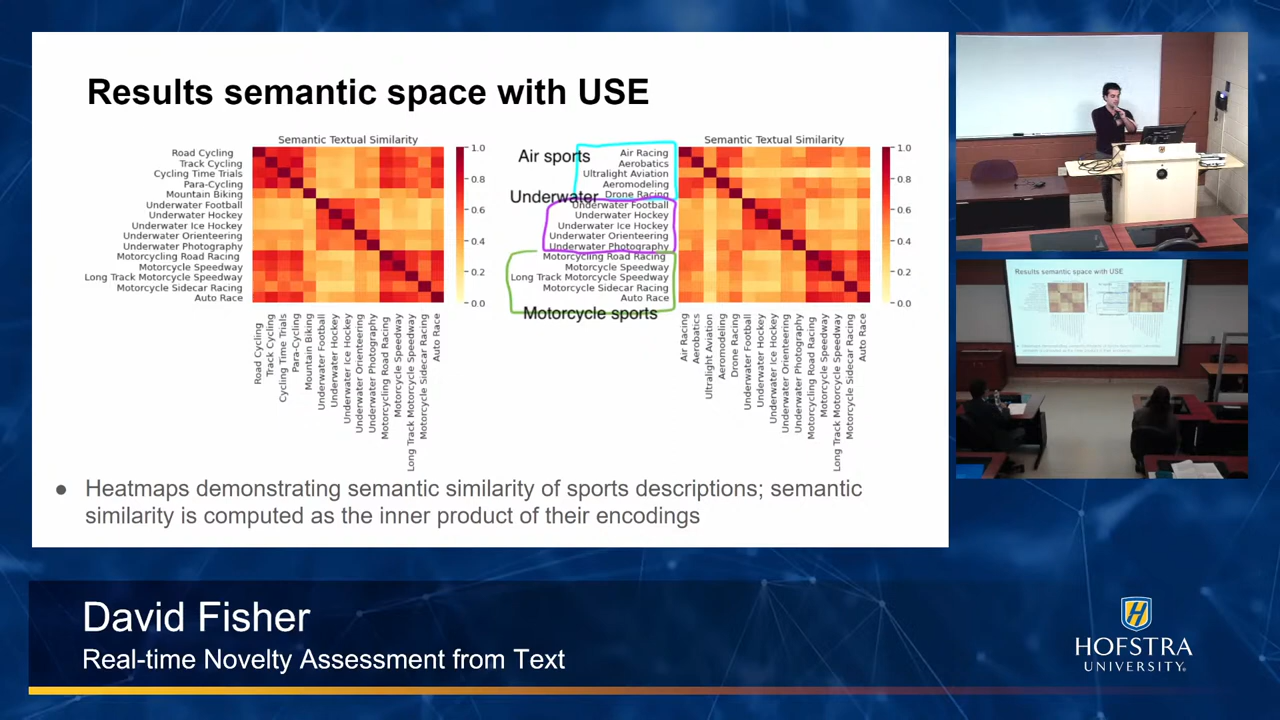 Results semantic space with USE
Semantic Textual Similarity
Road Cycling
Track Cycling
Cycling Time Trials
Para-Cycling
Mountain Biking
Underwater Football
Underwater Hockey
Underwater Ice Hockey
Underwater Orienteering
Underwater Photography
Motorcycling Road Racing
Motorcycle Speedway
Long Track Motorcycle Speedway
Motorcycle Sidecar Racing
Auto Race
1.0
0.8
0.6
0.4
0.2
0.0
Road Cycling
Track Cycling
Cycling Time Trials
Para-Cycling
Mountain Biking
Underwater Football
Underwater Hockey
Underwater Ice Hockey
Underwater Orienteering
Underwater Photography
Motorcycling Road Racing
Motorcycle Speedway
Long Track Motorcycle Speedway
Motorcycle Sidecar Racing
Auto Race
Semantic Textual Similarity
Air sports
Underwater
Motorcycle sports
Air Racing
Aerobatics
Ultralight Aviation
Aeromodeling
Drone Racing
Underwater Football
Underwater Hockey
Underwater Ice Hockey
Underwater Orienteering
Underwater Photography
Motorcycling Road Racing
Motorcycle Speedway
Long Track Motorcycle Speedway
Motorcycle Sidecar Racing
Auto Race
1.0
0.8
0.6
0.4
0.2
0.0
Air Racing
Aerobatics
Ultralight Aviation
Aeromodeling
Drone Racing
Underwater Football
Underwater Hockey
Underwater Ice Hockey
Underwater Orienteering
Underwater Photography
Motorcycling Road Racing
Motorcycle Speedway
Long Track Motorcycle Speedway
Motorcycle Sidecar Racing
Auto Race
● Heatmaps demonstrating semantic similarity of sports descriptions; semantic
similarity is computed as the inner product of their encodings
Results semantic space with USE
David Fisher
Real-time Novelty Assessment from Text
H
HOFSTRA
UNIVERSITY®